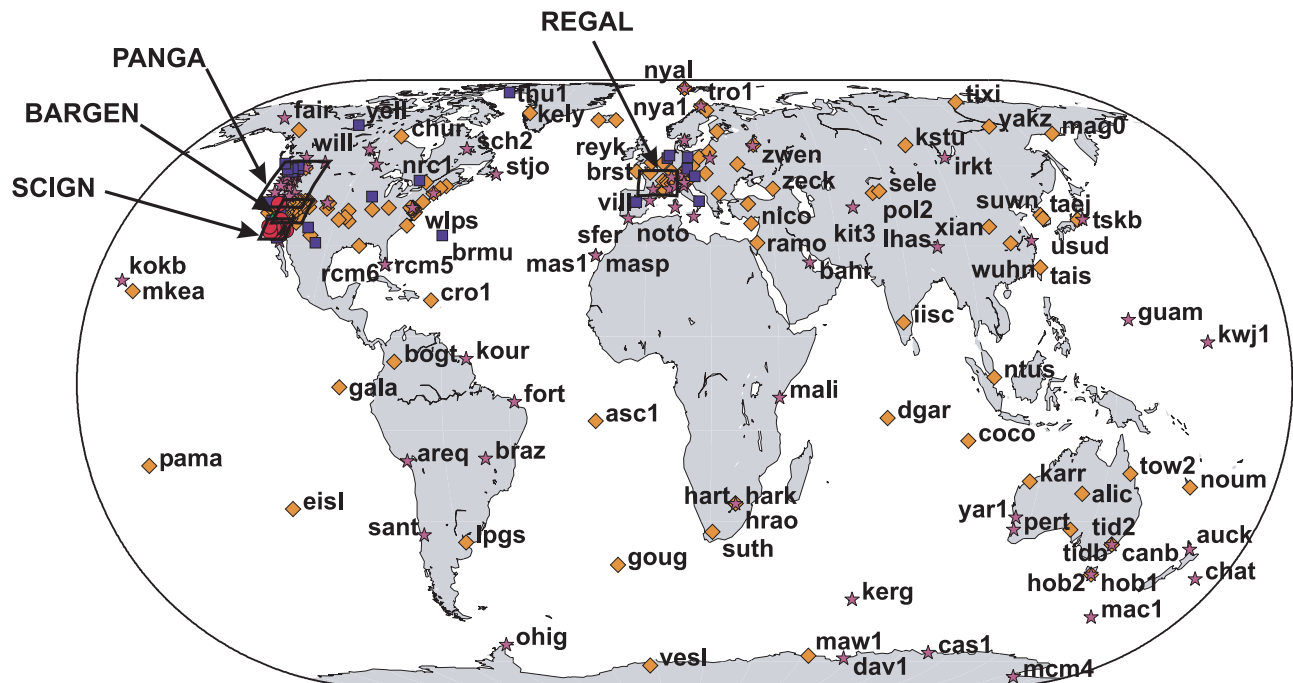 REGAL
PANGA
BARGEN
SCIGN
nyal
nya1
tro1
tixi
thu1
fair
yell
kely
chur
yakz
mag0
will
sch2
reyk
kstu
irkt
nrc1
stjo
brst
zwen
zeck
sele
vill
pol2
suwn
taej
tskb
wlps
nico
noto
kit3
xian
brmu
sfer
ramo
lhas
usud
rcm6
rcm5
mas1
masp
bahr
wuhn
tais
kokb
mkea
cro1
iisc
guam
kwj1
bogt
kour
ntus
gala
fort
mali
asc1
dgar
coco
pama
areq
braz
karr
tow2
noum
alic
eisl
hart
hark
hrao
yar1
pert
tid2
sant
lpgs
suth
tidb
canb
auck
goug
hob2
hob1
chat
kerg
mac1
ohig
vesl
maw1
dav1
cas1
mcm4